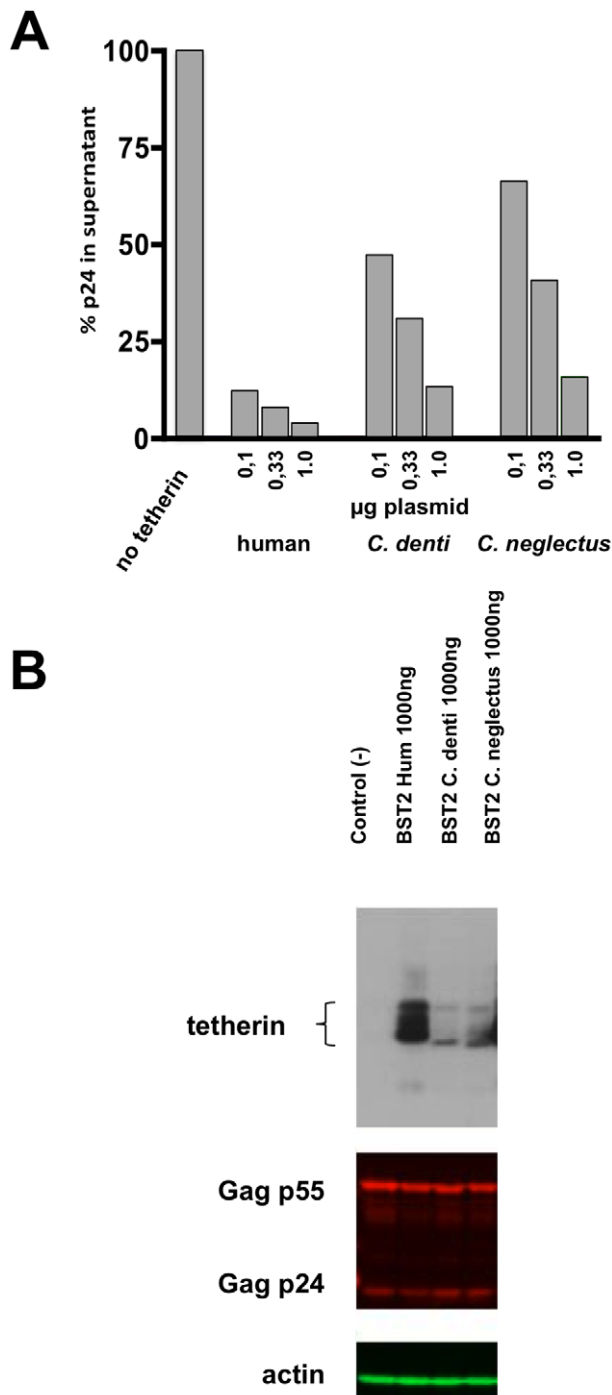 A
100
75
50
25
0
% p24 in supernatant
0,1
0,33
1.0
0,1
0,33
1.0
0,1
0,33
1.0
µg plasmid
no tetherin
human
C. denti
C. neglectus
B
Control (-)
BST2 Hum 1000ng
BST2 C. denti 1000ng
BST2 C. neglectus 1000ng
tetherin
Gag p55
Gag p24
actin